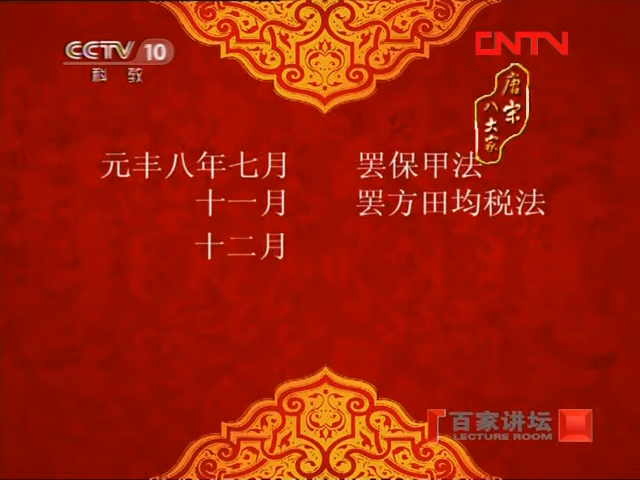 CCTV 10
科教
CNTV
唐宋
八大家
元丰八年七月 罢保甲法
十一月 罢方田均税法
十二月
百家讲坛
LECTURE ROOM